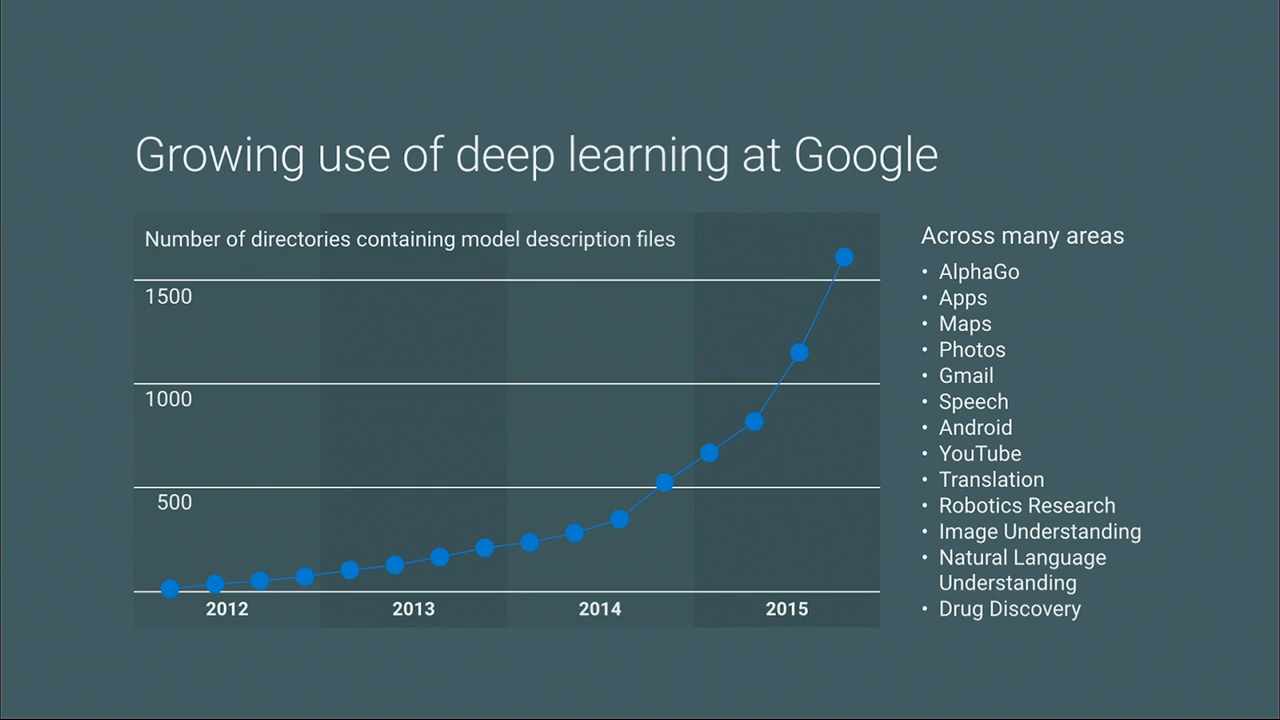 Growing use of deep learning at Google
Number of directories containing model description files
1500
1000
500
2012
2013
2014
2015
Across many areas
• AlphaGo
• Apps
• Maps
• Photos
• Gmail
• Speech
• Android
• YouTube
• Translation
• Robotics Research
• Image Understanding
• Natural Language
Understanding
• Drug Discovery